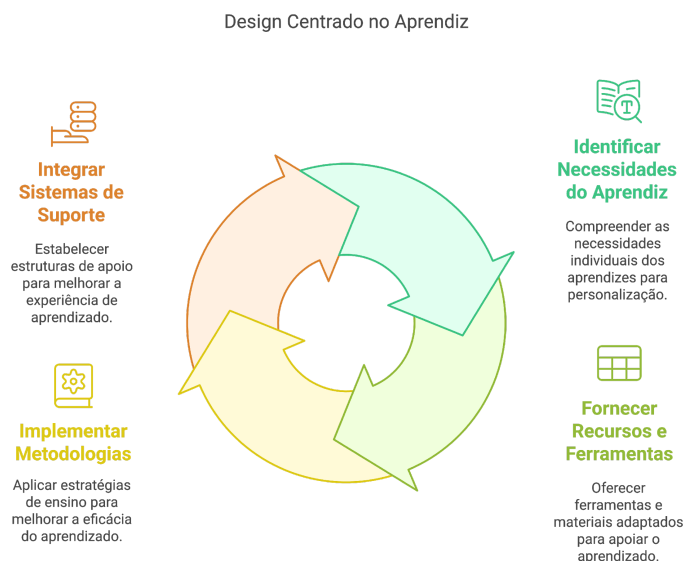 Design Centrado no Aprendiz
Integrar
Sistemas de
Suporte
Estabelecer
estruturas de apoio
para melhorar a
experiência de
aprendizado.
Identificar
Necessidades
do Aprendiz
Compreender as
necessidades
individuais dos
aprendizes para
personalização.
Implementar
Metodologias
Aplicar estratégias
de ensino para
melhorar a eficácia
do aprendizado.
Fornecer
Recursos e
Ferramentas
Oferecer
ferramentas e
materiais adaptados
para apoiar o
aprendizado.